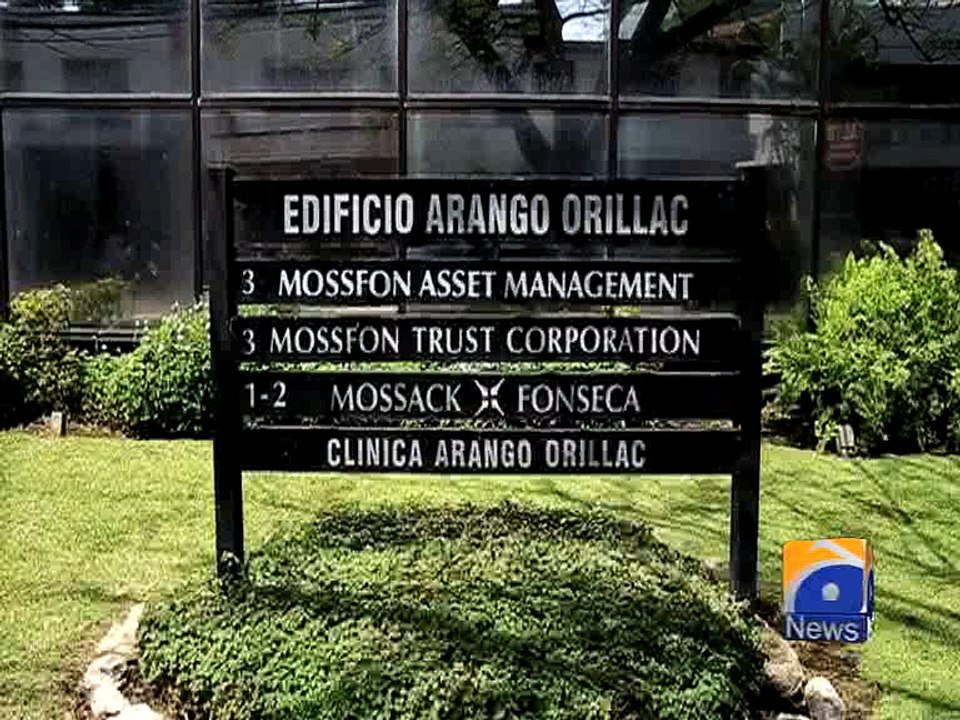 EDIFICIO ARANGO ORILLAC
3 MOSSFON ASSET MANAGEMENT
3 MOSSFON TRUST CORPORATION
1-2 MOSSACK FONSECA
CLINICA ARANGO ORILLAC
News